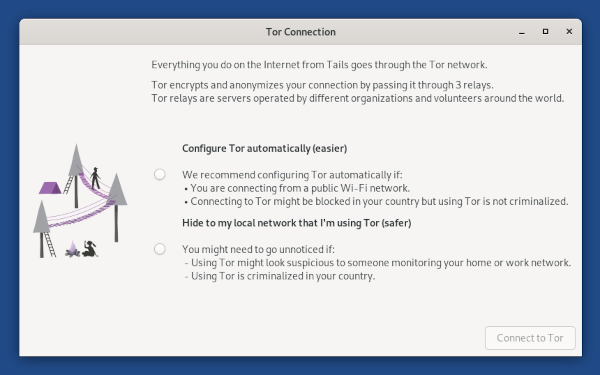 Tor Connection
Everything you do on the Internet from Tails goes through the Tor network.
Tor encrypts and anonymizes your connection by passing it through 3 relays.
Tor relays are servers operated by different organizations and volunteers around the world.
Configure Tor automatically (easier)
We recommend configuring Tor automatically if:
• You are connecting from a public Wi-Fi network.
• Connecting to Tor might be blocked in your country but using Tor is not criminalized.
Hide to my local network that I'm using Tor (safer)
You might need to go unnoticed if:
- Using Tor might look suspicious to someone monitoring your home or work network.
- Using Tor is criminalized in your country.
Connect to Tor